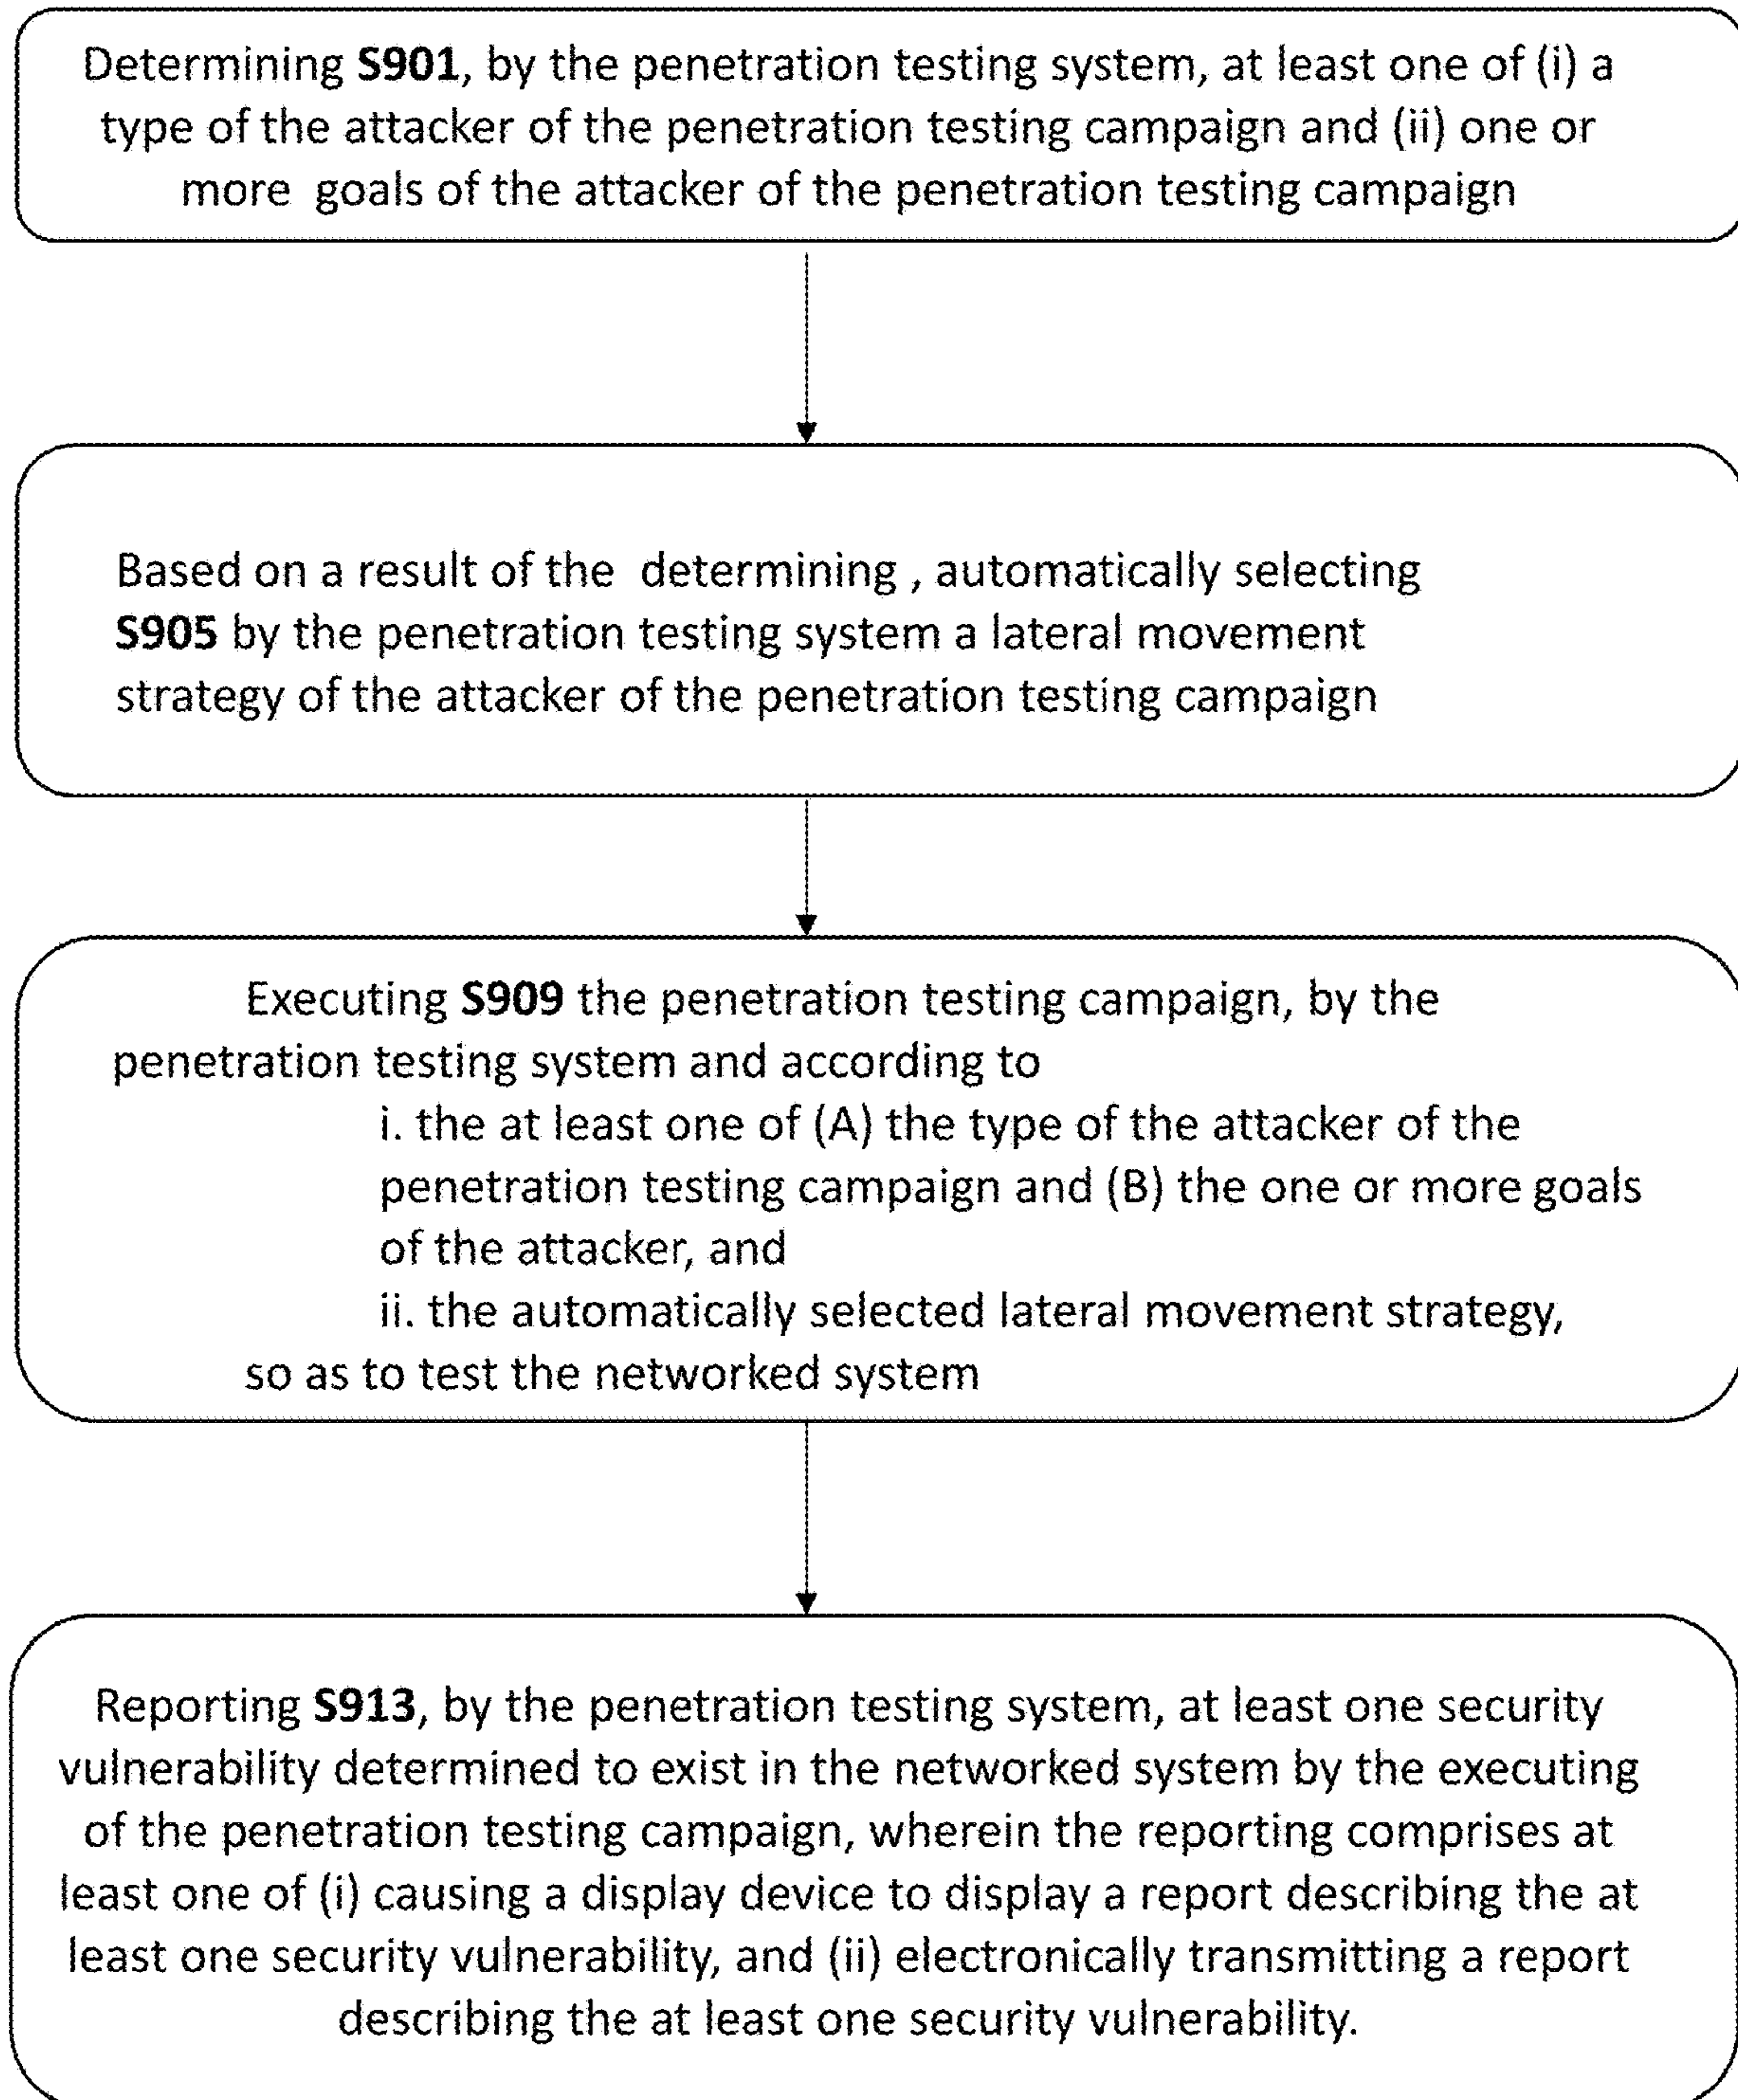 Determining S901, by the penetration testing system, at least one of (i) a
type of the attacker of the penetration testing campaign and (ii) one or
more goals of the attacker of the penetration testing campaign
Based on a result of the determining , automatically selecting
S905 by the penetration testing system a lateral movement
strategy of the attacker of the penetration testing campaign
Executing S909 the penetration testing campaign, by the
penetration testing system and according to
i. the at least one of (A) the type of the attacker of the
penetration testing campaign and (B) the one or more goals
of the attacker, and
ii. the automatically selected lateral movement strategy,
so as to test the networked system
Reporting S913, by the penetration testing system, at least one security
vulnerability determined to exist in the networked system by the executing
of the penetration testing campaign, wherein the reporting comprises at
least one of (i) causing a display device to display a report describing the at
least one security vulnerability, and (ii) electronically transmitting a report
describing the at least one security vulnerability.